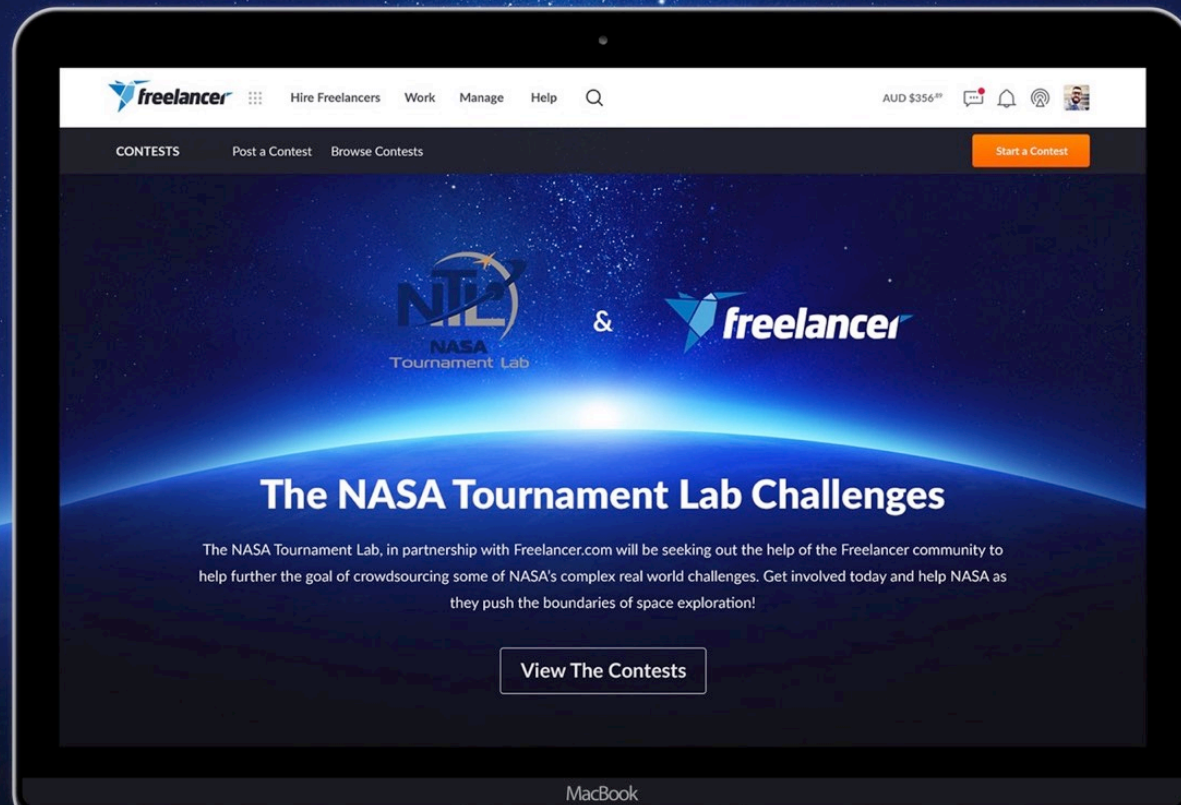 freelancer
Hire Freelancers Work Manage Help
AUD $356.89
CONTESTS Post a Contest Browse Contests
Start a Contest
NTL
NASA
Tournament Lab
&
freelancer
The NASA Tournament Lab Challenges
The NASA Tournament Lab, in partnership with Freelancer.com will be seeking out the help of the Freelancer community to
help further the goal of crowdsourcing some of NASA's complex real world challenges. Get involved today and help NASA as
they push the boundaries of space exploration!
View The Contests
MacBook